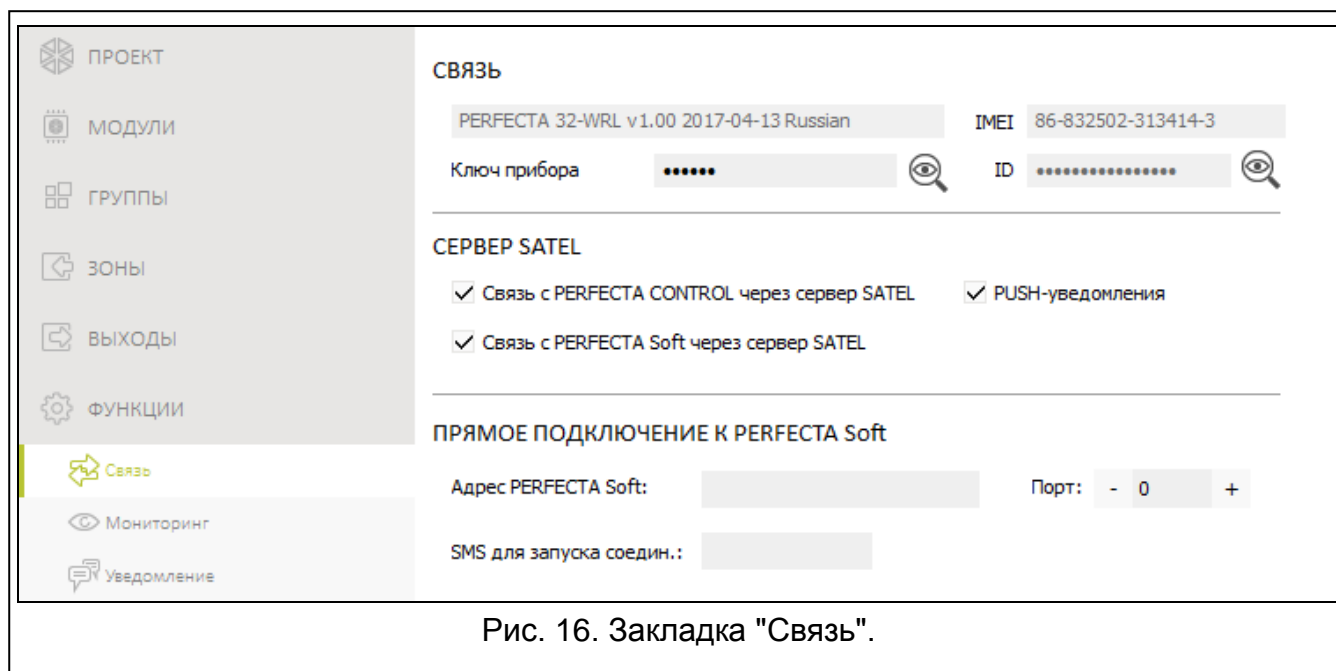 ПРОЕКТ
МОДУЛИ
ГРУППЫ
ЗОНЫ
ВЫХОДЫ
ФУНКЦИИ
Связь
Мониторинг
Уведомление
СВЯЗЬ
PERFECTA 32-WRL v1.00 2017-04-13 Russian IMEI 86-832502-313414-3
Ключ прибора •••••• ID ••••••••••••••••
СЕРВЕР SATEL
Связь с PERFECTA CONTROL через сервер SATEL PUSH-уведомления
Связь с PERFECTA Soft через сервер SATEL
ПРЯМОЕ ПОДКЛЮЧЕНИЕ К PERFECTA Soft
Адрес PERFECTA Soft: Порт: - 0 +
SMS для запуска соедин.:
Рис. 16. Закладка "Связь".